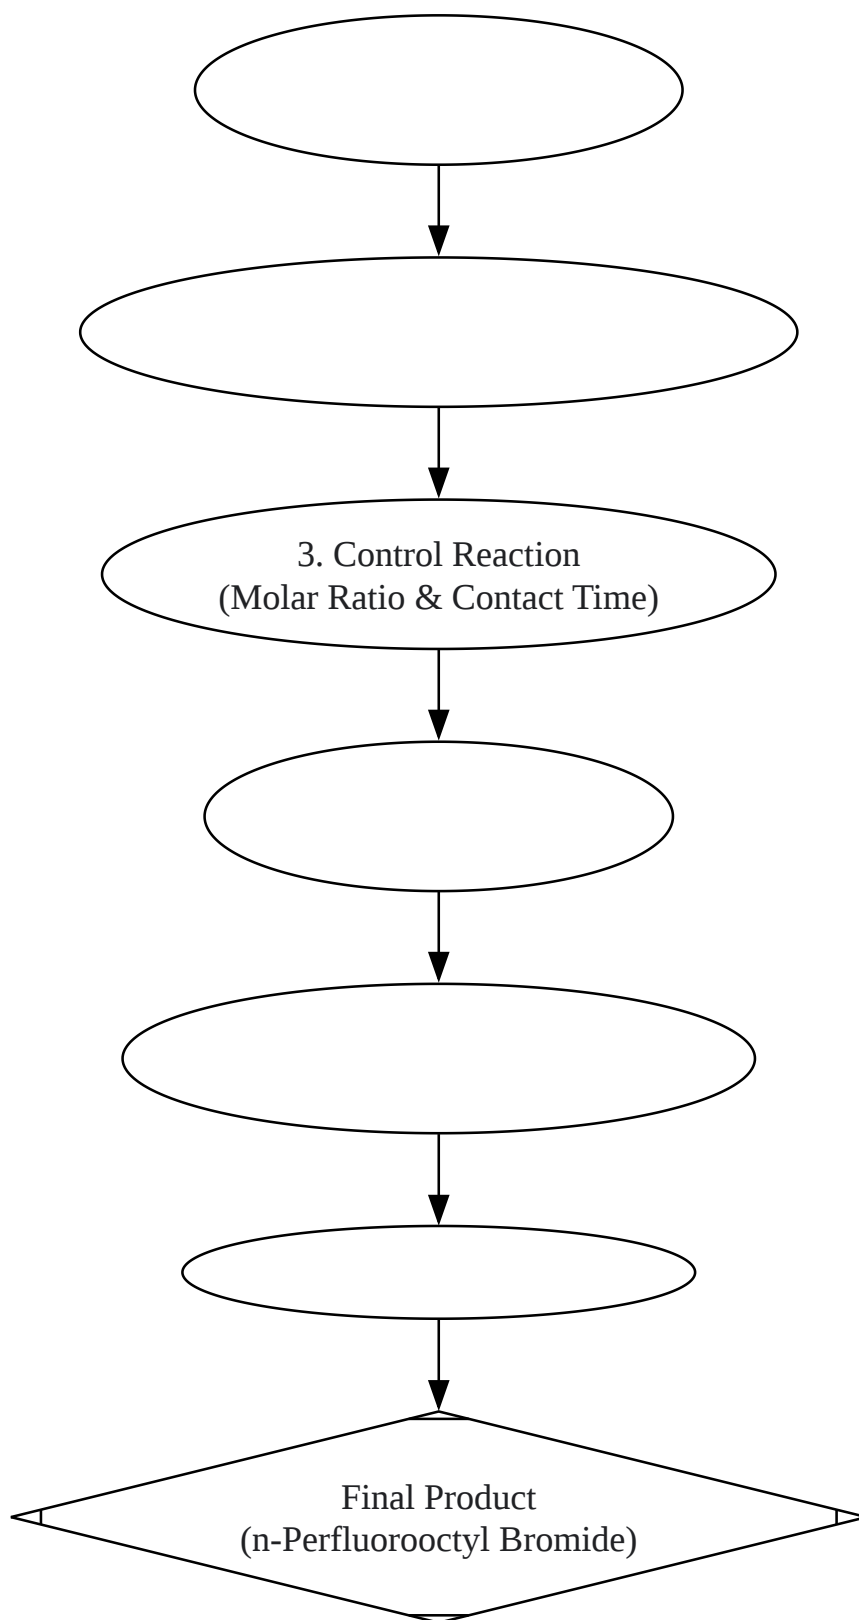 3. Control Reaction
(Molar Ratio & Contact Time)
Final Product
(n-Perfluorooctyl Bromide)